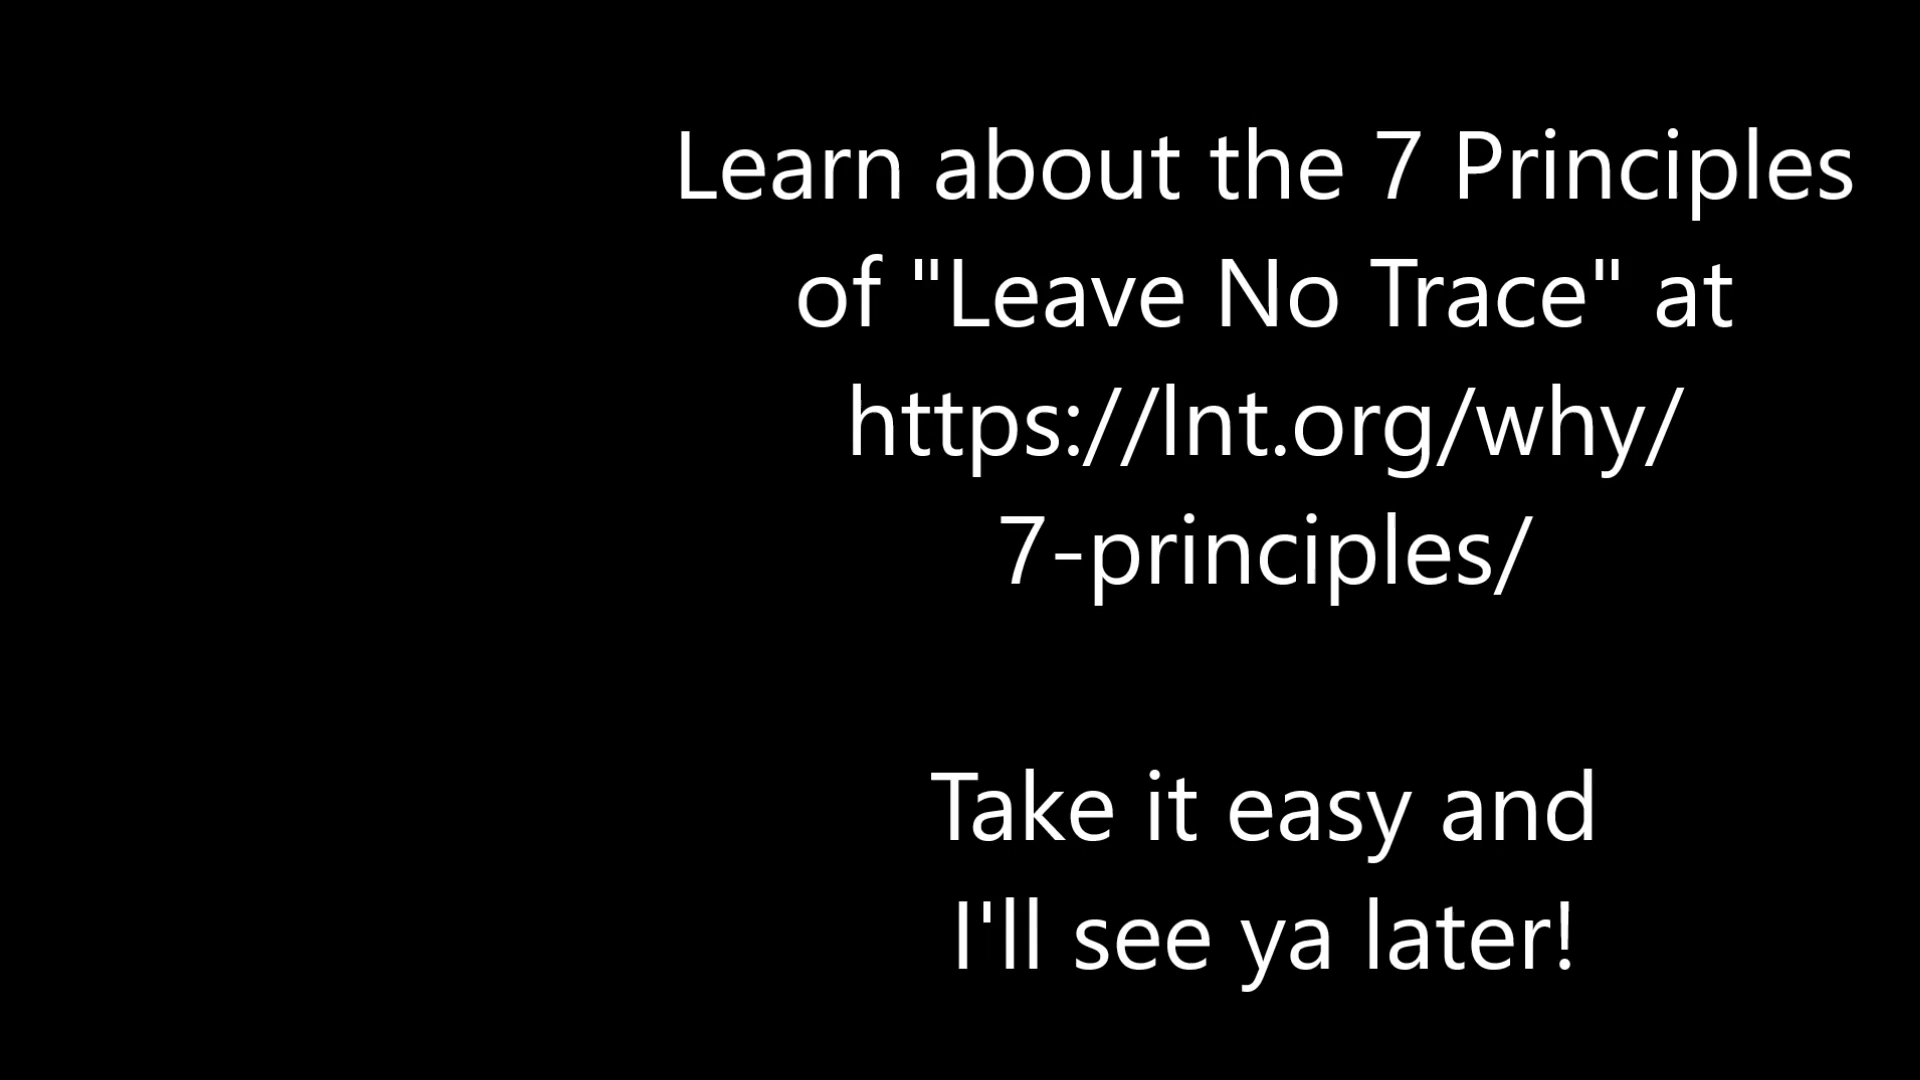 Learn about the 7 Principles
of "Leave No Trace" at
https://lnt.org/why/
7-principles/
Take it easy and
I'll see ya later!